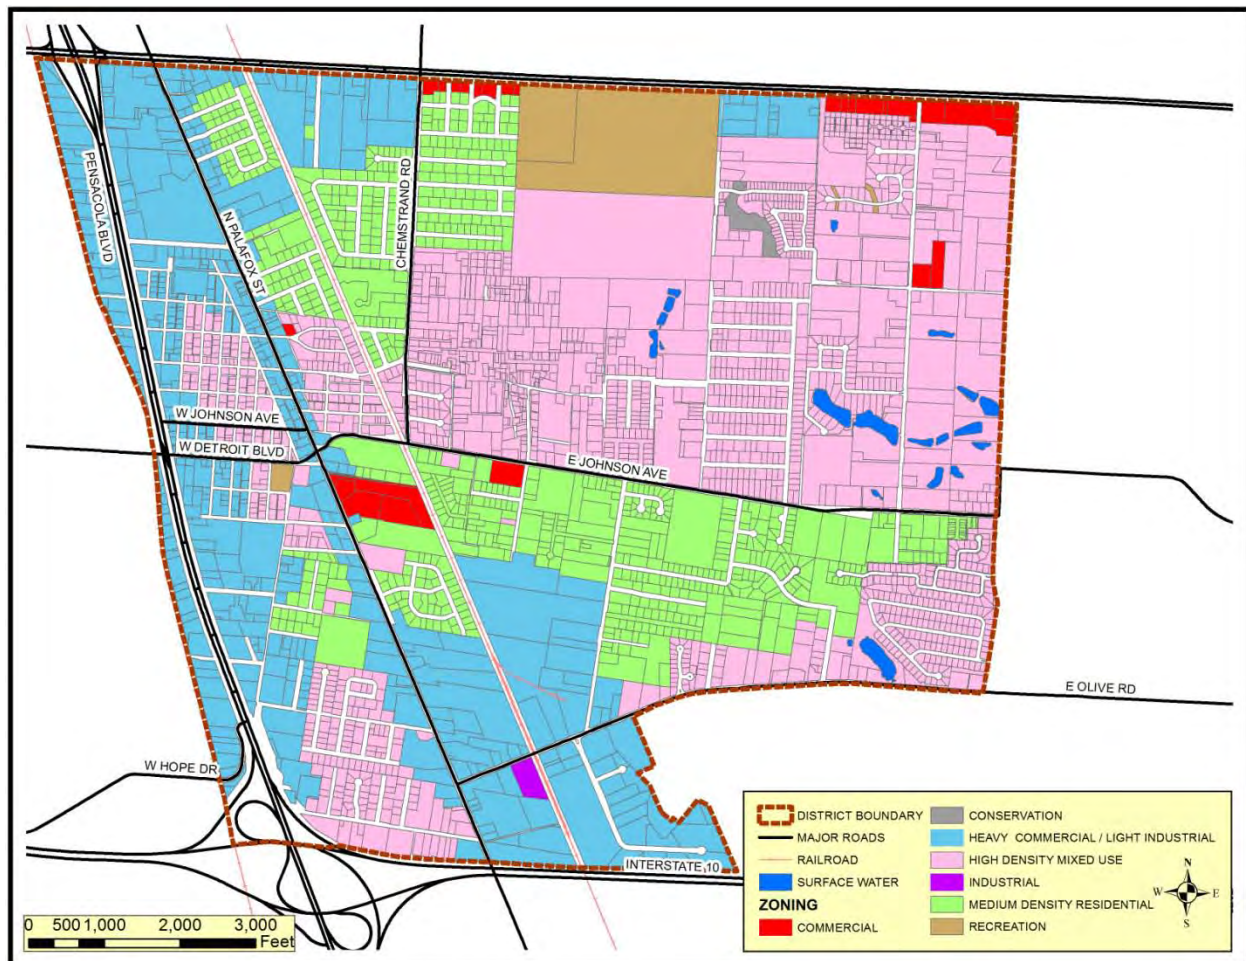 PENSACOLA BLVD
N PALAFOX ST
CHEMSTRAND RD
W JOHNSON AVE
W DETROIT BLVD
E JOHNSON AVE
E OLIVE RD
W HOPE DR
INTERSTATE 10
DISTRICT BOUNDARY
MAJOR ROADS
RAILROAD
SURFACE WATER
ZONING
COMMERCIAL
CONSERVATION
HEAVY COMMERCIAL / LIGHT INDUSTRIAL
HIGH DENSITY MIXED USE
INDUSTRIAL
MEDIUM DENSITY RESIDENTIAL
RECREATION
N
W E
S
0 500 1,000 2,000 3,000
Feet